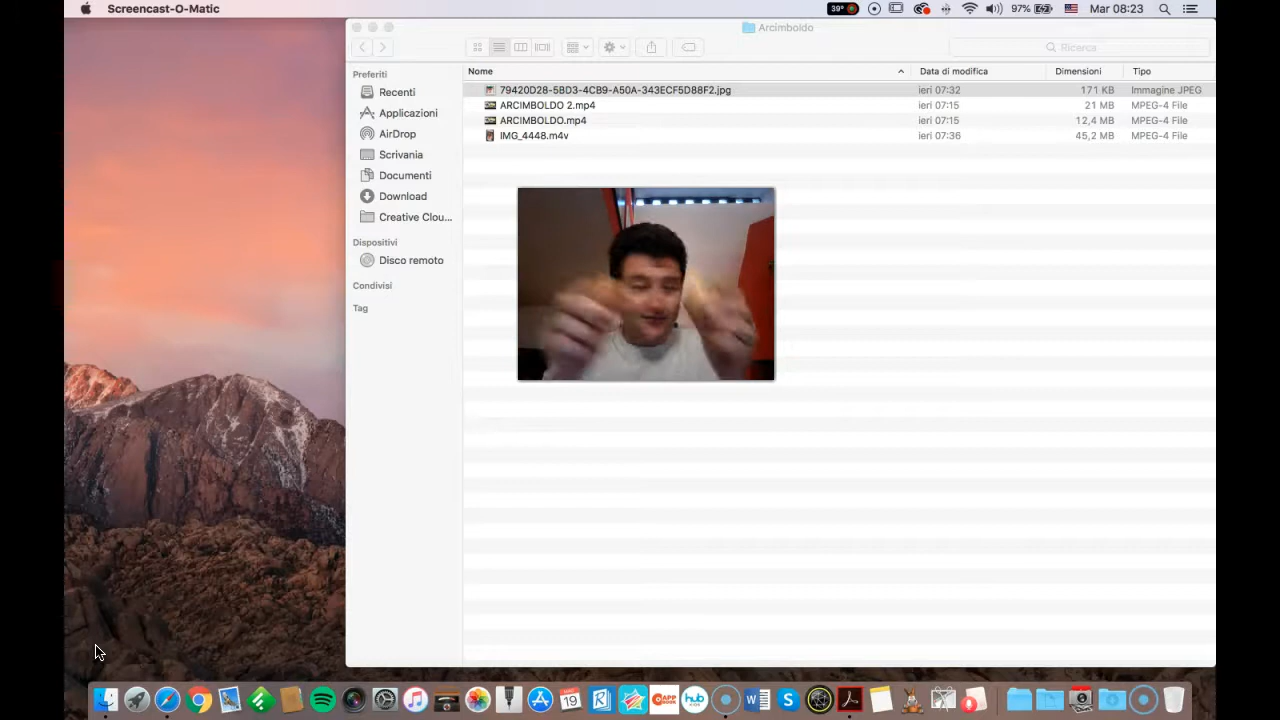 Screencast-O-Matic
39°
97%
Mar 08:23
Arcimboldo
Ricerca
Preferiti
Recenti
Applicazioni
AirDrop
Scrivania
Documenti
Download
Creative Clou...
Dispositivi
Disco remoto
Condivisi
Tag
Nome Data di modifica Dimensioni Tipo
79420D28-5BD3-4CB9-A50A-343ECF5D88F2.jpg ieri 07:32 171 KB Immagine JPEG
ARCIMBOLDO 2.mp4 ieri 07:15 21 MB MPEG-4 File
ARCIMBOLDO.mp4 ieri 07:15 12,4 MB MPEG-4 File
IMG_4448.m4v ieri 07:36 45,2 MB MPEG-4 File
19
APP
hub
W
S